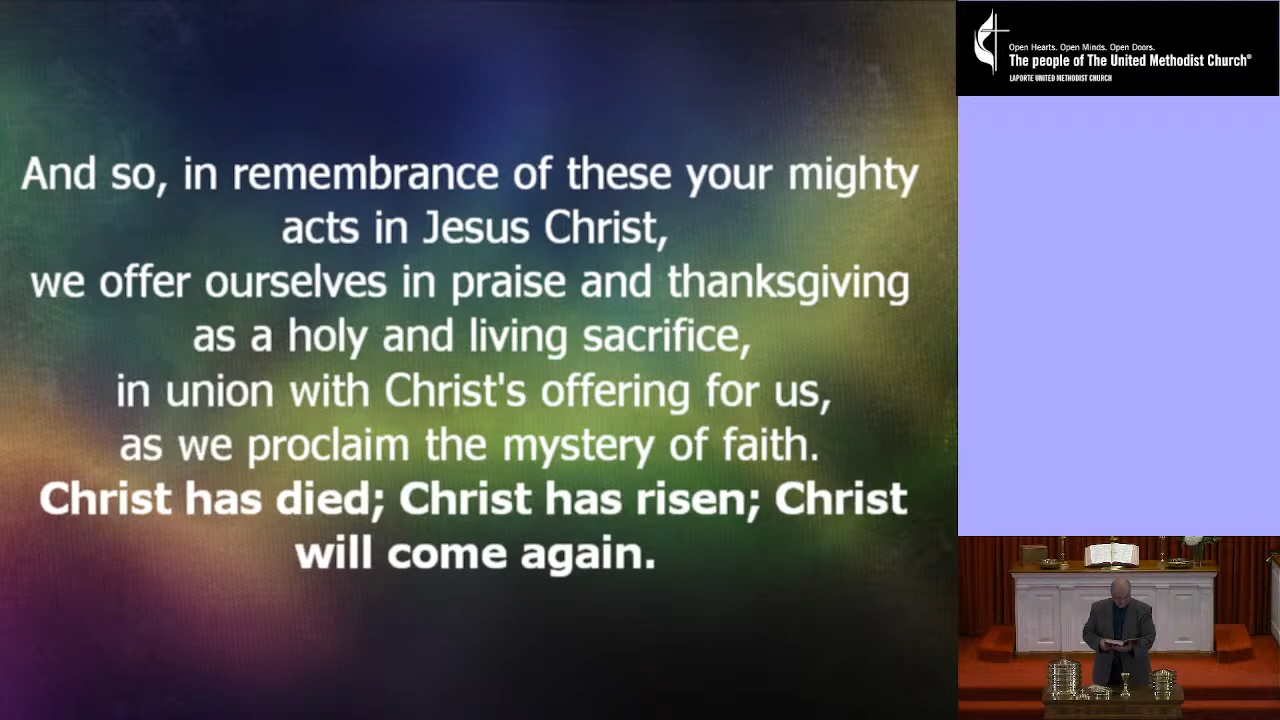 And so, in remembrance of these your mighty
acts in Jesus Christ,
we offer ourselves in praise and thanksgiving
as a holy and living sacrifice,
in union with Christ's offering for us,
as we proclaim the mystery of faith.
Christ has died; Christ has risen; Christ
will come again.
Open Hearts. Open Minds. Open Doors.
The people of The United Methodist Church®
LAPORTE UNITED METHODIST CHURCH